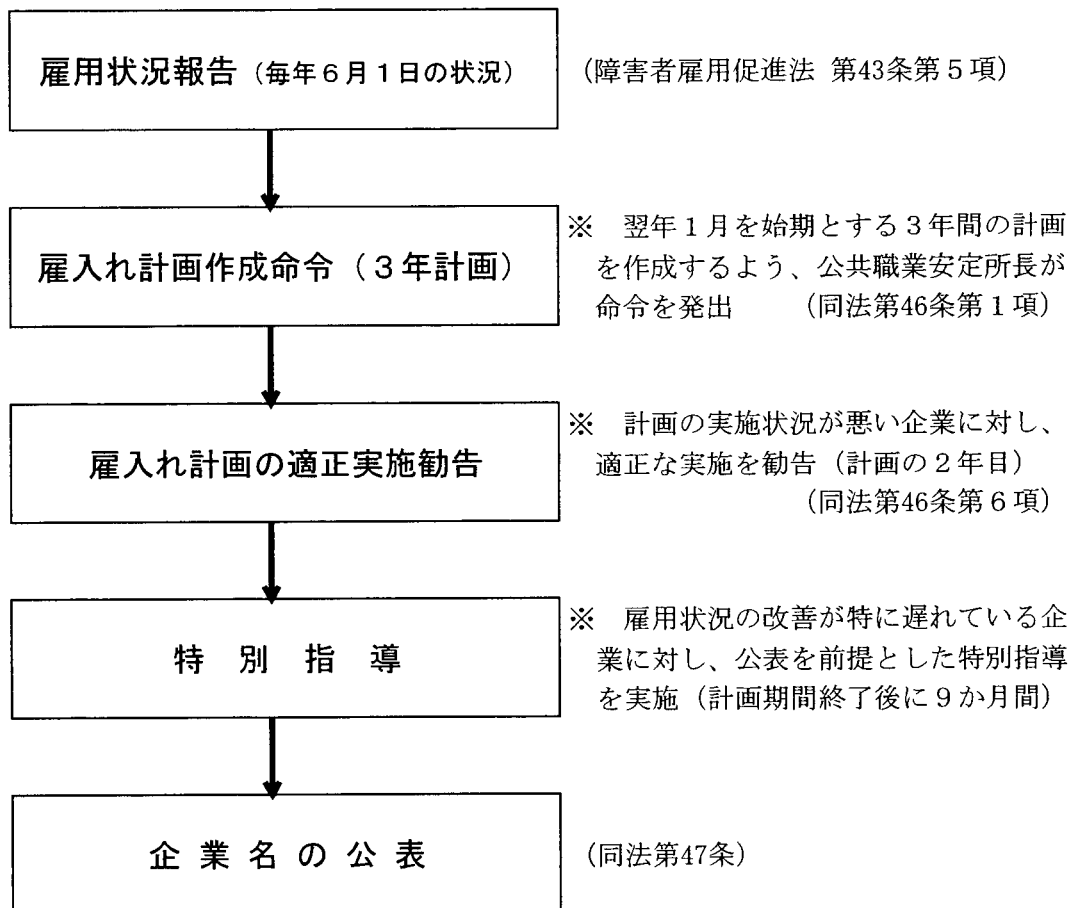 雇用状況報告（毎年６月１日の状況）
（障害者雇用促進法 第43条第５項）
雇入れ計画作成命令（３年計画）
※　翌年１月を始期とする３年間の計画
を作成するよう、公共職業安定所長が
命令を発出　　（同法第46条第１項）
雇入れ計画の適正実施勧告
※　計画の実施状況が悪い企業に対し、
適正な実施を勧告（計画の２年目）
（同法第46条第６項）
特　別　指　導
※　雇用状況の改善が特に遅れている企
業に対し、公表を前提とした特別指導
を実施（計画期間終了後に９か月間）
企 業 名 の 公 表
（同法第47条）